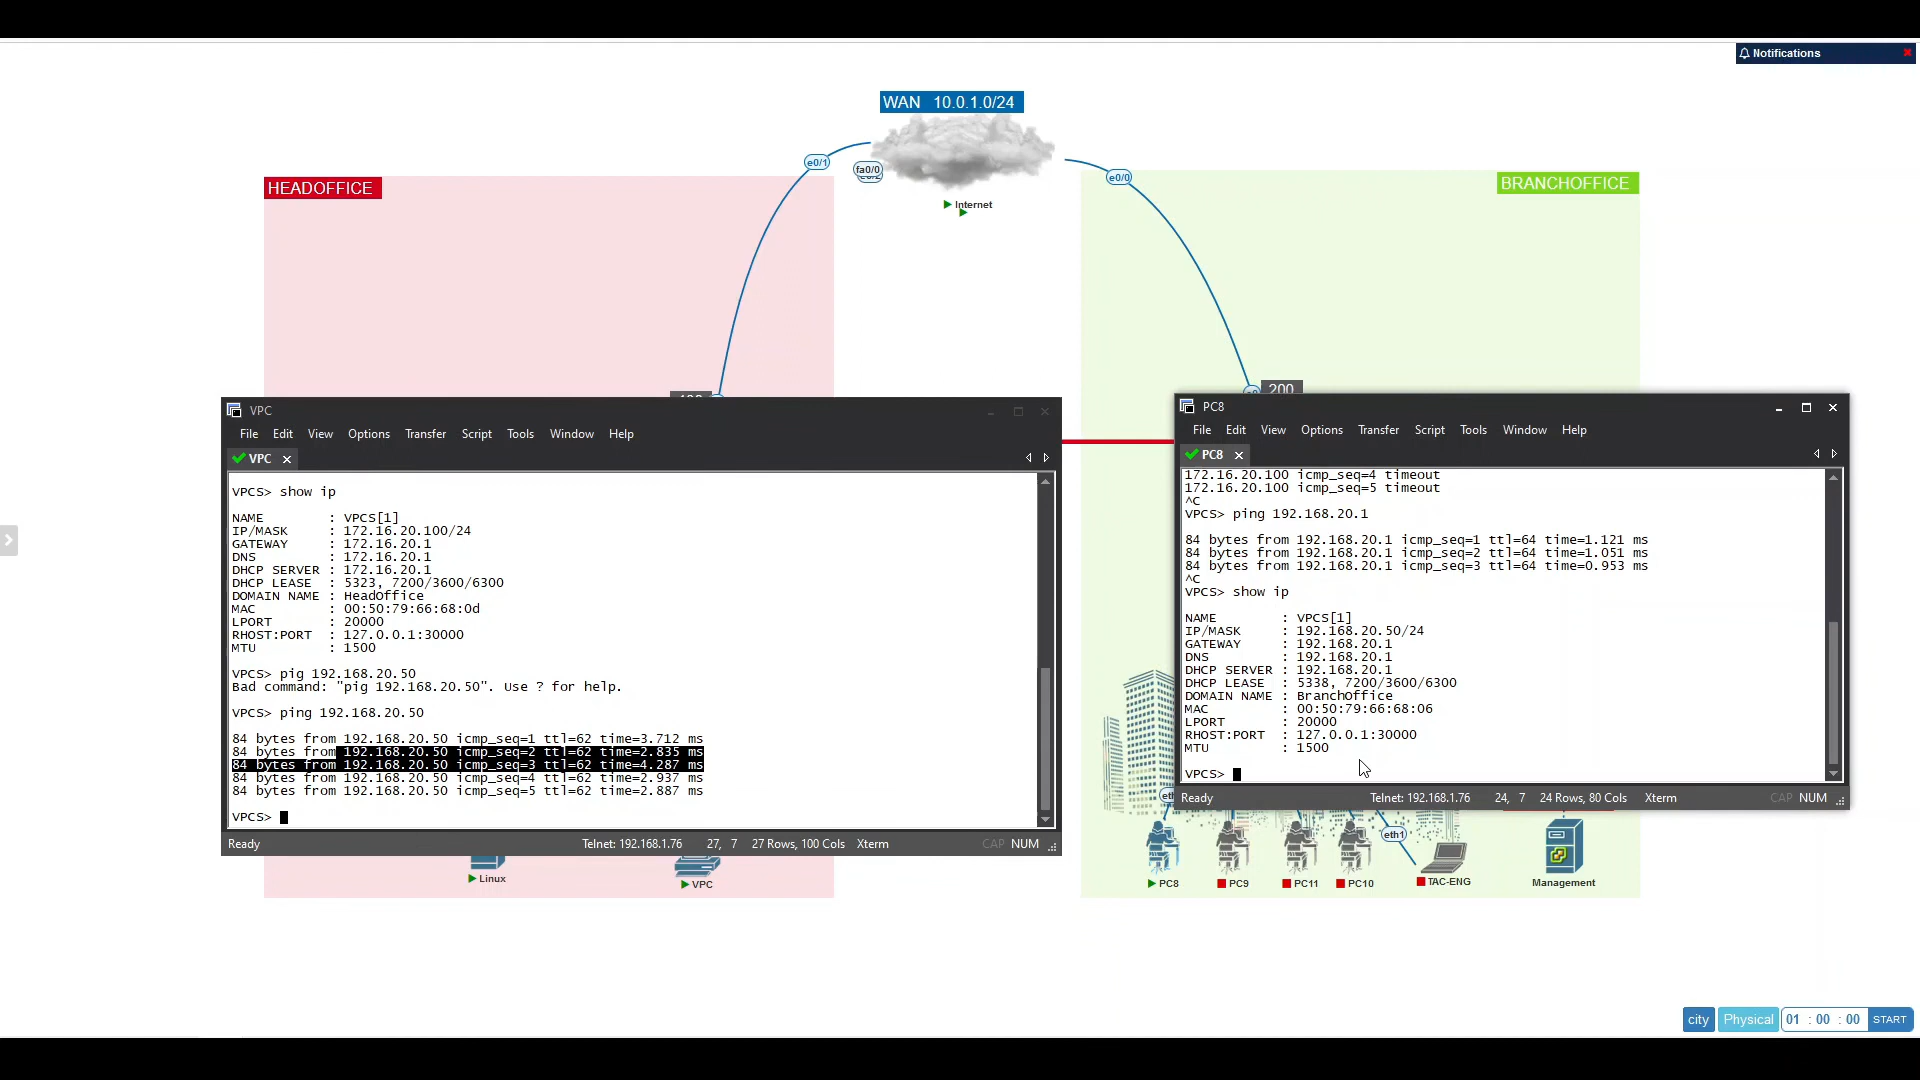 Notifications
WAN 10.0.1.0/24
e0/1
fa0/0
e0/0
Internet
HEADOFFICE
BRANCHOFFICE
200
VPC
File Edit View Options Transfer Script Tools Window Help
VPC
VPCS> show ip
NAME : VPCS[1]
IP/MASK : 172.16.20.100/24
GATEWAY : 172.16.20.1
DNS : 172.16.20.1
DHCP SERVER : 172.16.20.1
DHCP LEASE : 5323, 7200/3600/6300
DOMAIN NAME : HeadOffice
MAC : 00:50:79:66:68:0d
LPORT : 20000
RHOST:PORT : 127.0.0.1:30000
MTU : 1500
VPCS> pig 192.168.20.50
Bad command: "pig 192.168.20.50". Use ? for help.
VPCS> ping 192.168.20.50
84 bytes from 192.168.20.50 icmp_seq=1 ttl=62 time=3.712 ms
84 bytes from 192.168.20.50 icmp_seq=2 ttl=62 time=2.835 ms
84 bytes from 192.168.20.50 icmp_seq=3 ttl=62 time=4.287 ms
84 bytes from 192.168.20.50 icmp_seq=4 ttl=62 time=2.937 ms
84 bytes from 192.168.20.50 icmp_seq=5 ttl=62 time=2.887 ms
VPCS>
Ready Telnet: 192.168.1.76 27, 7 27 Rows, 100 Cols Xterm CAP NUM
Linux
VPC
PC8
File Edit View Options Transfer Script Tools Window Help
PC8
172.16.20.100 icmp_seq=4 timeout
172.16.20.100 icmp_seq=5 timeout
^C
VPCS> ping 192.168.20.1
84 bytes from 192.168.20.1 icmp_seq=1 ttl=64 time=1.121 ms
84 bytes from 192.168.20.1 icmp_seq=2 ttl=64 time=1.051 ms
84 bytes from 192.168.20.1 icmp_seq=3 ttl=64 time=0.953 ms
^C
VPCS> show ip
NAME : VPCS[1]
IP/MASK : 192.168.20.50/24
GATEWAY : 192.168.20.1
DNS : 192.168.20.1
DHCP SERVER : 192.168.20.1
DHCP LEASE : 5338, 7200/3600/6300
DOMAIN NAME : BranchOffice
MAC : 00:50:79:66:68:06
LPORT : 20000
RHOST:PORT : 127.0.0.1:30000
MTU : 1500
VPCS>
Ready Telnet: 192.168.1.76 24, 7 24 Rows, 80 Cols Xterm CAP NUM
eth1
PC8
PC9
PC11
PC10
TAC-ENG
Management
city Physical 01 : 00 : 00 START